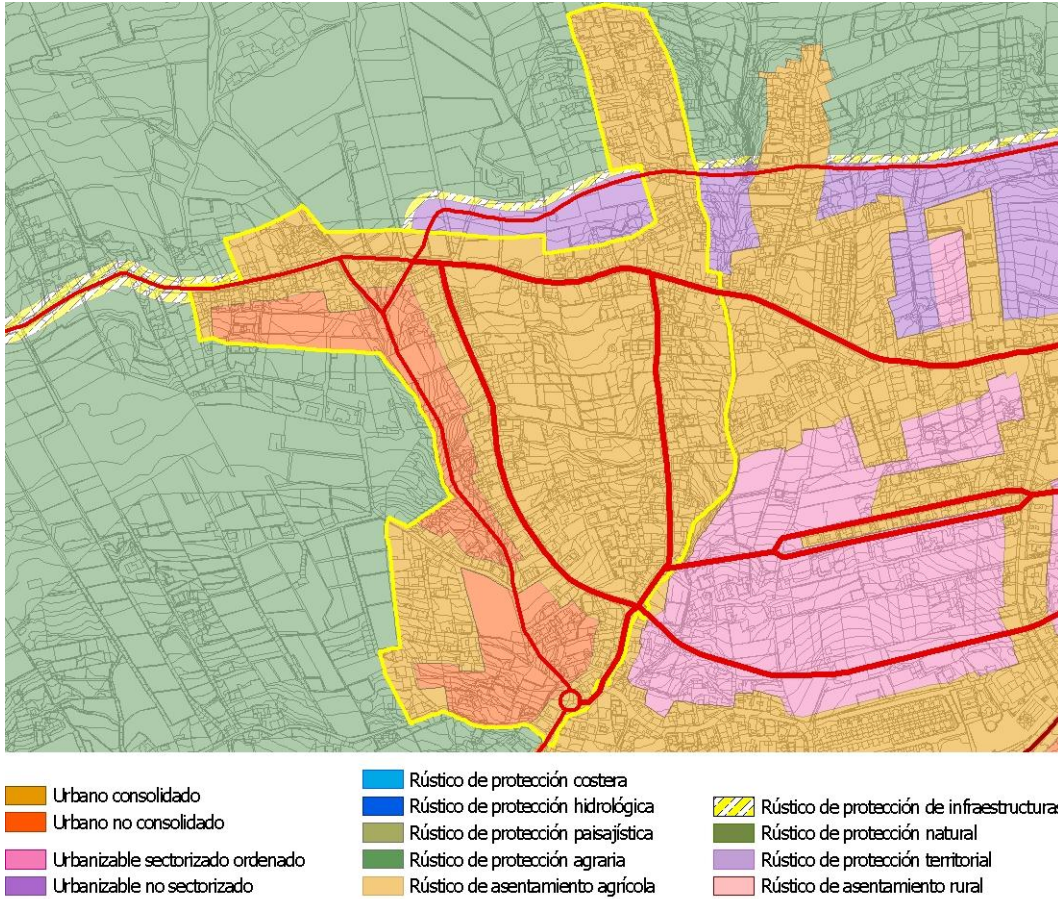 Urbano consolidado
Urbano no consolidado
Urbanizable sectorizado ordenado
Urbanizable no sectorizado
Rústico de protección costera
Rústico de protección hidrológica
Rústico de protección paisajística
Rústico de protección agraria
Rústico de asentamiento agrícola
Rústico de protección de infraestructuras
Rústico de protección natural
Rústico de protección territorial
Rústico de asentamiento rural